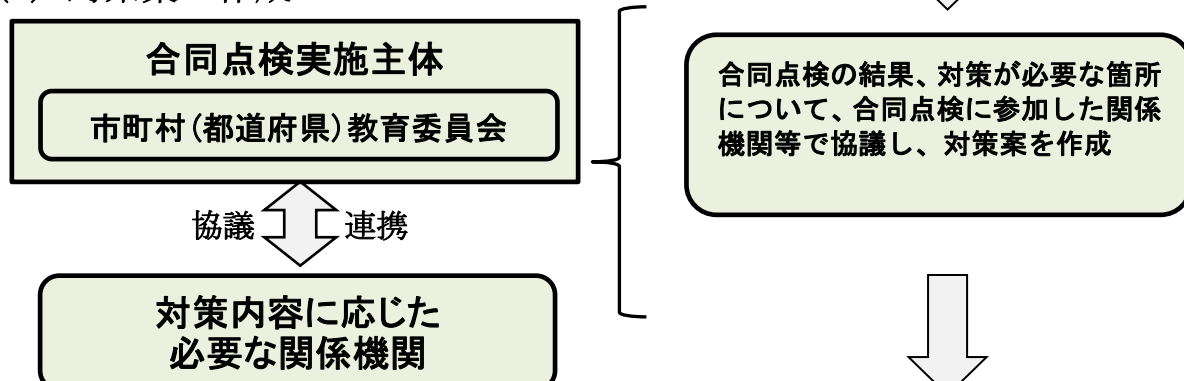 合同点検実施主体
市町村(都道府県)教育委員会
協議
連携
対策内容に応じた
必要な関係機関
合同点検の結果、対策が必要な箇所
について、合同点検に参加した関係
機関等で協議し、対策案を作成